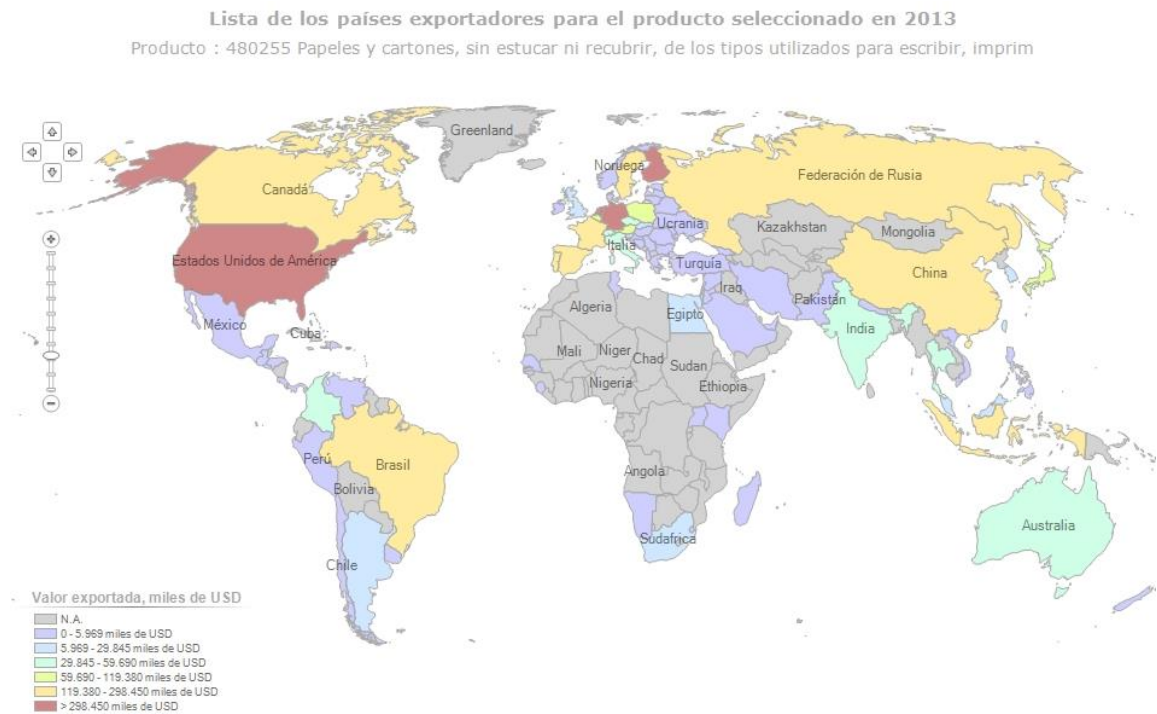 Lista de los países exportadores para el producto seleccionado en 2013
Producto : 480255 Papeles y cartones, sin estucar ni recubrir, de los tipos utilizados para escribir, imprim
Greenland
Noruega
Canadá
Federación de Rusia
Ucrania
Kazakhstan
Mongolia
Italia
Estados Unidos de América
Turquia
China
Iraq
Pakistán
México
Cuba
Algeria
Egipto
India
Mali
Niger
Chad
Sudan
Nigeria
Ethiopia
Perú
Brasil
Angola
Bolivia
Australia
Sudafrica
Chile
Valor exportada, miles de USD
N.A.
0 - 5.969 miles de USD
5.969 - 29.845 miles de USD
29.845 - 59.690 miles de USD
59.690 - 119.380 miles de USD
119.380 - 298.450 miles de USD
> 298.450 miles de USD